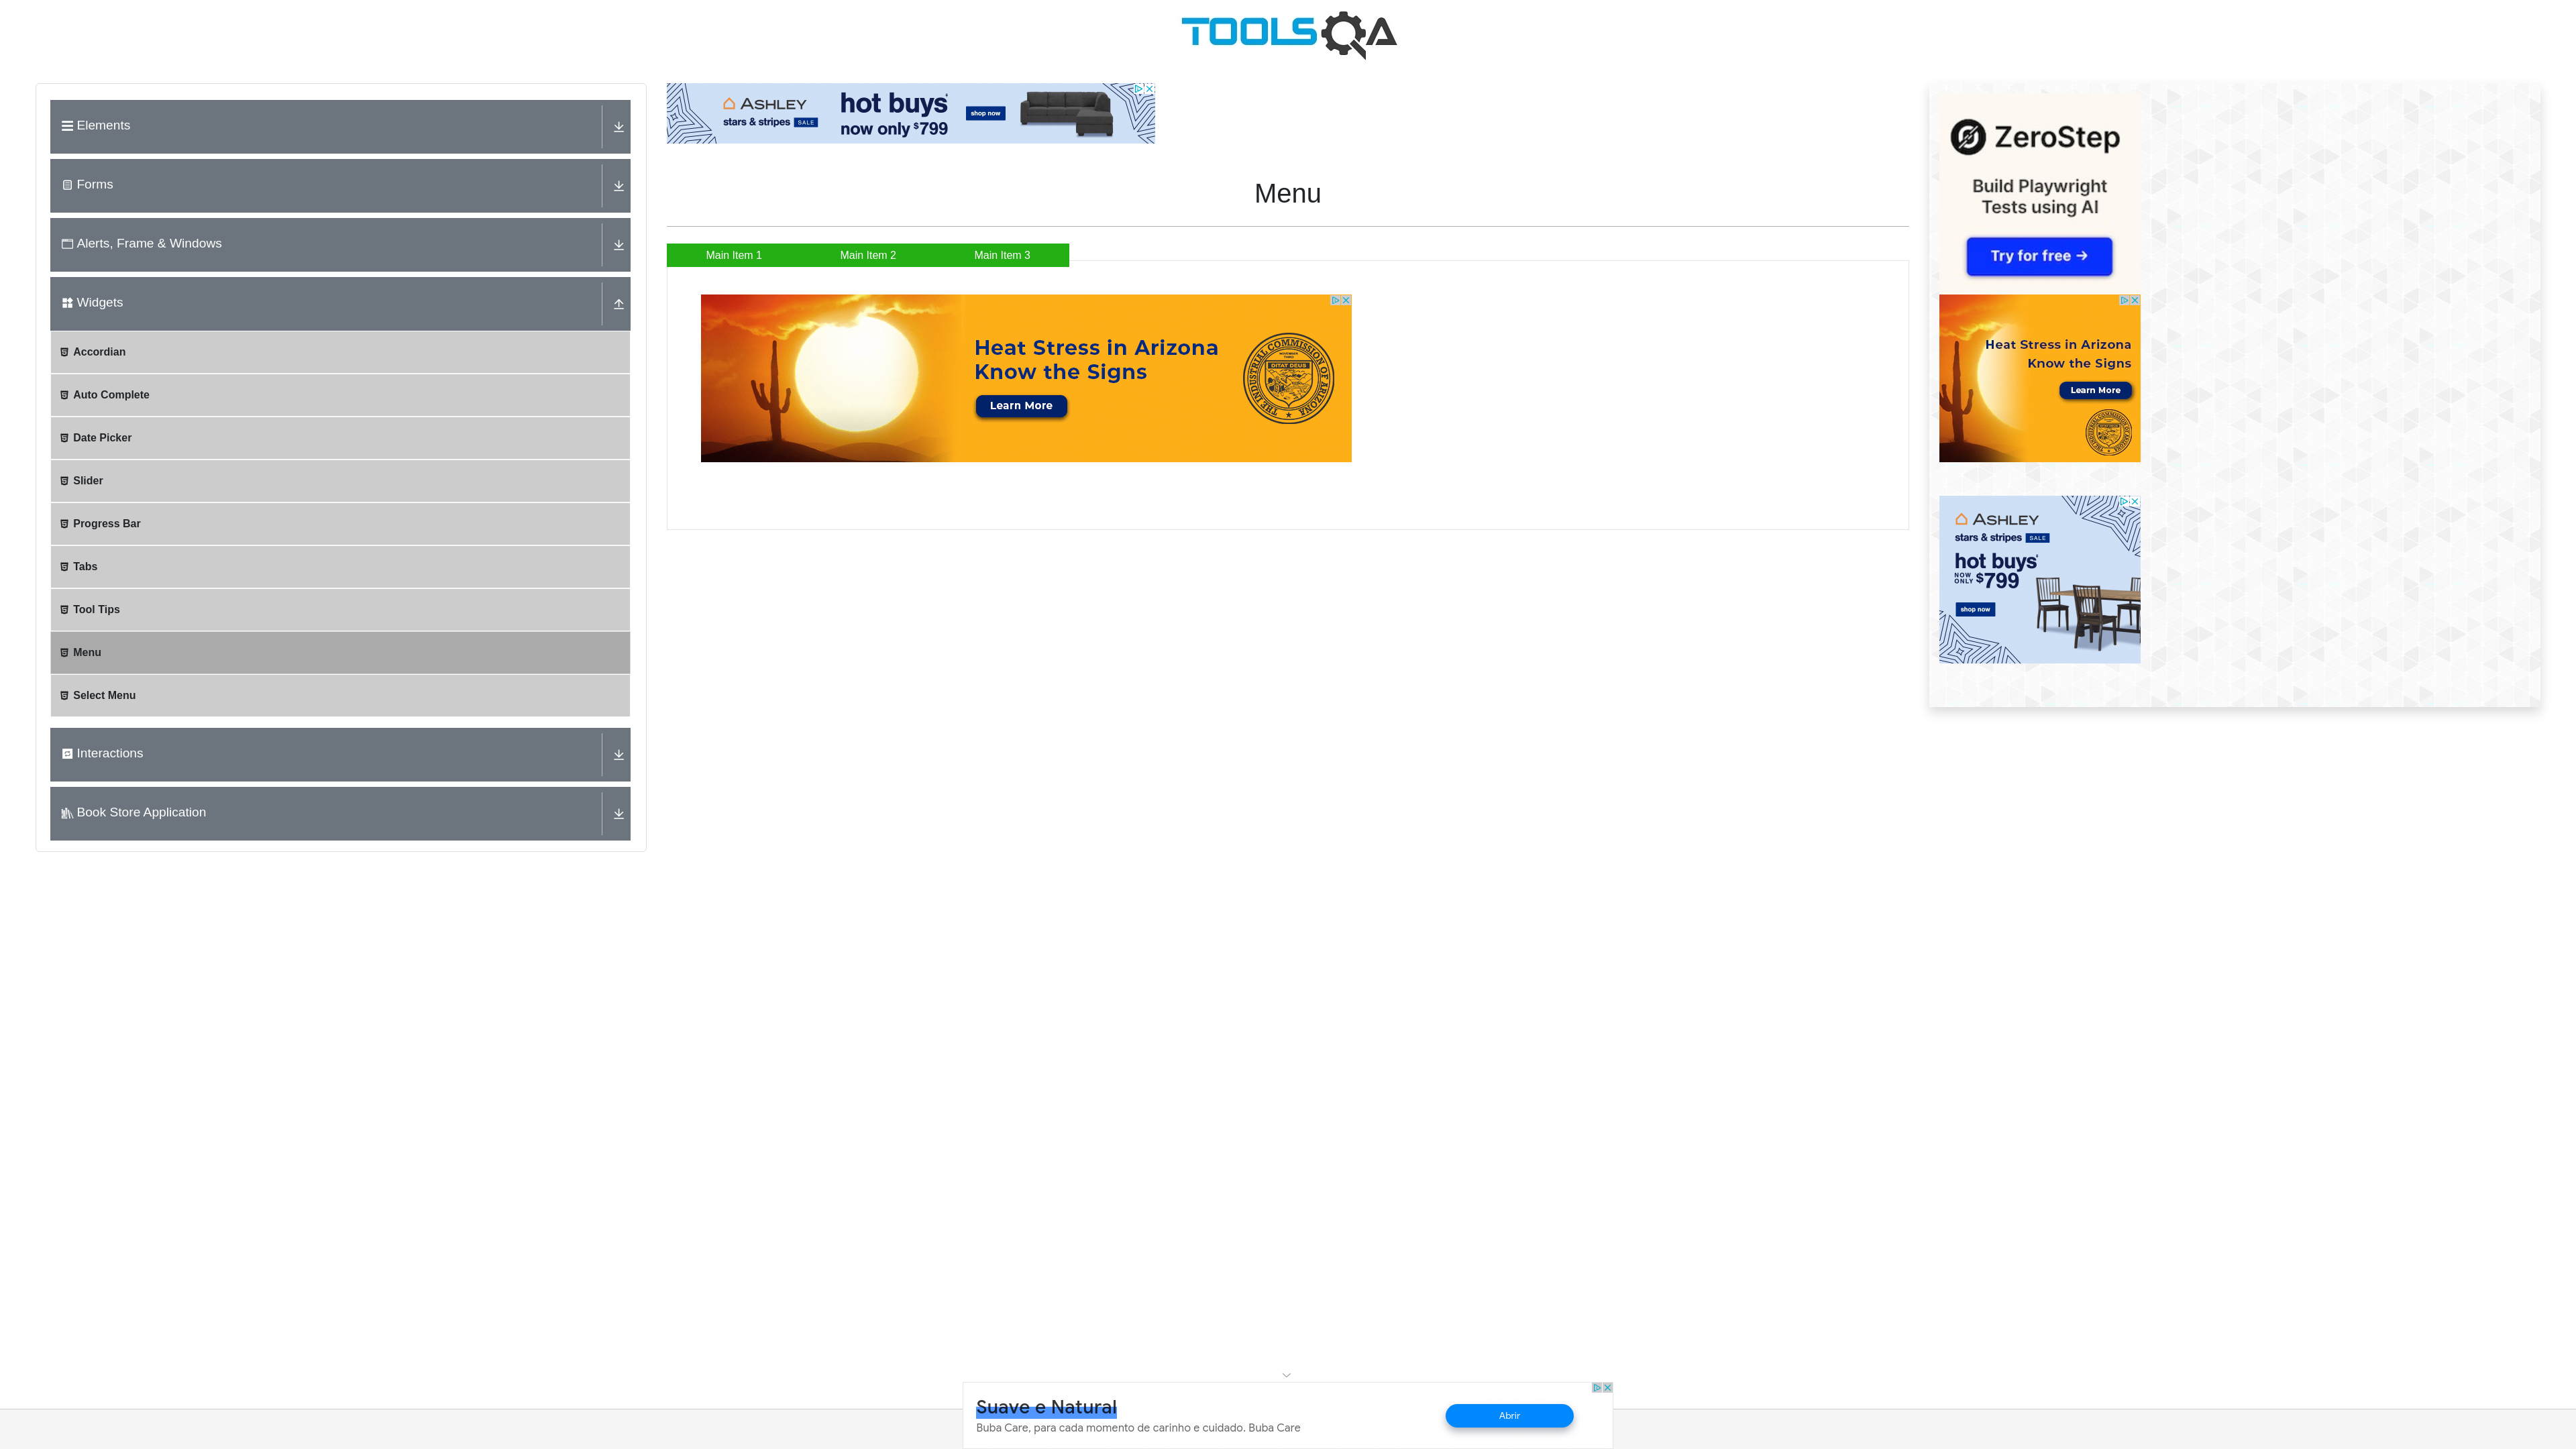 TOOLSQA
Elements
Forms
Alerts, Frame & Windows
Widgets
Accordian
Auto Complete
Date Picker
Slider
Progress Bar
Tabs
Tool Tips
Menu
Select Menu
Interactions
Book Store Application
ASHLEY
stars & stripes SALE
hot buys
now only $799
shop now
Menu
Main Item 1
Main Item 2
Main Item 3
Heat Stress in Arizona
Know the Signs
Learn More
THE INDUSTRIAL COMMISSION OF ARIZONA
DITAT DEUS
ZeroStep
Build Playwright
Tests using AI
Try for free →
Heat Stress in Arizona
Know the Signs
Learn More
ASHLEY
stars & stripes SALE
hot buys
NOW ONLY $799
shop now
Suave e Natural
Buba Care, para cada momento de carinho e cuidado. Buba Care
Abrir